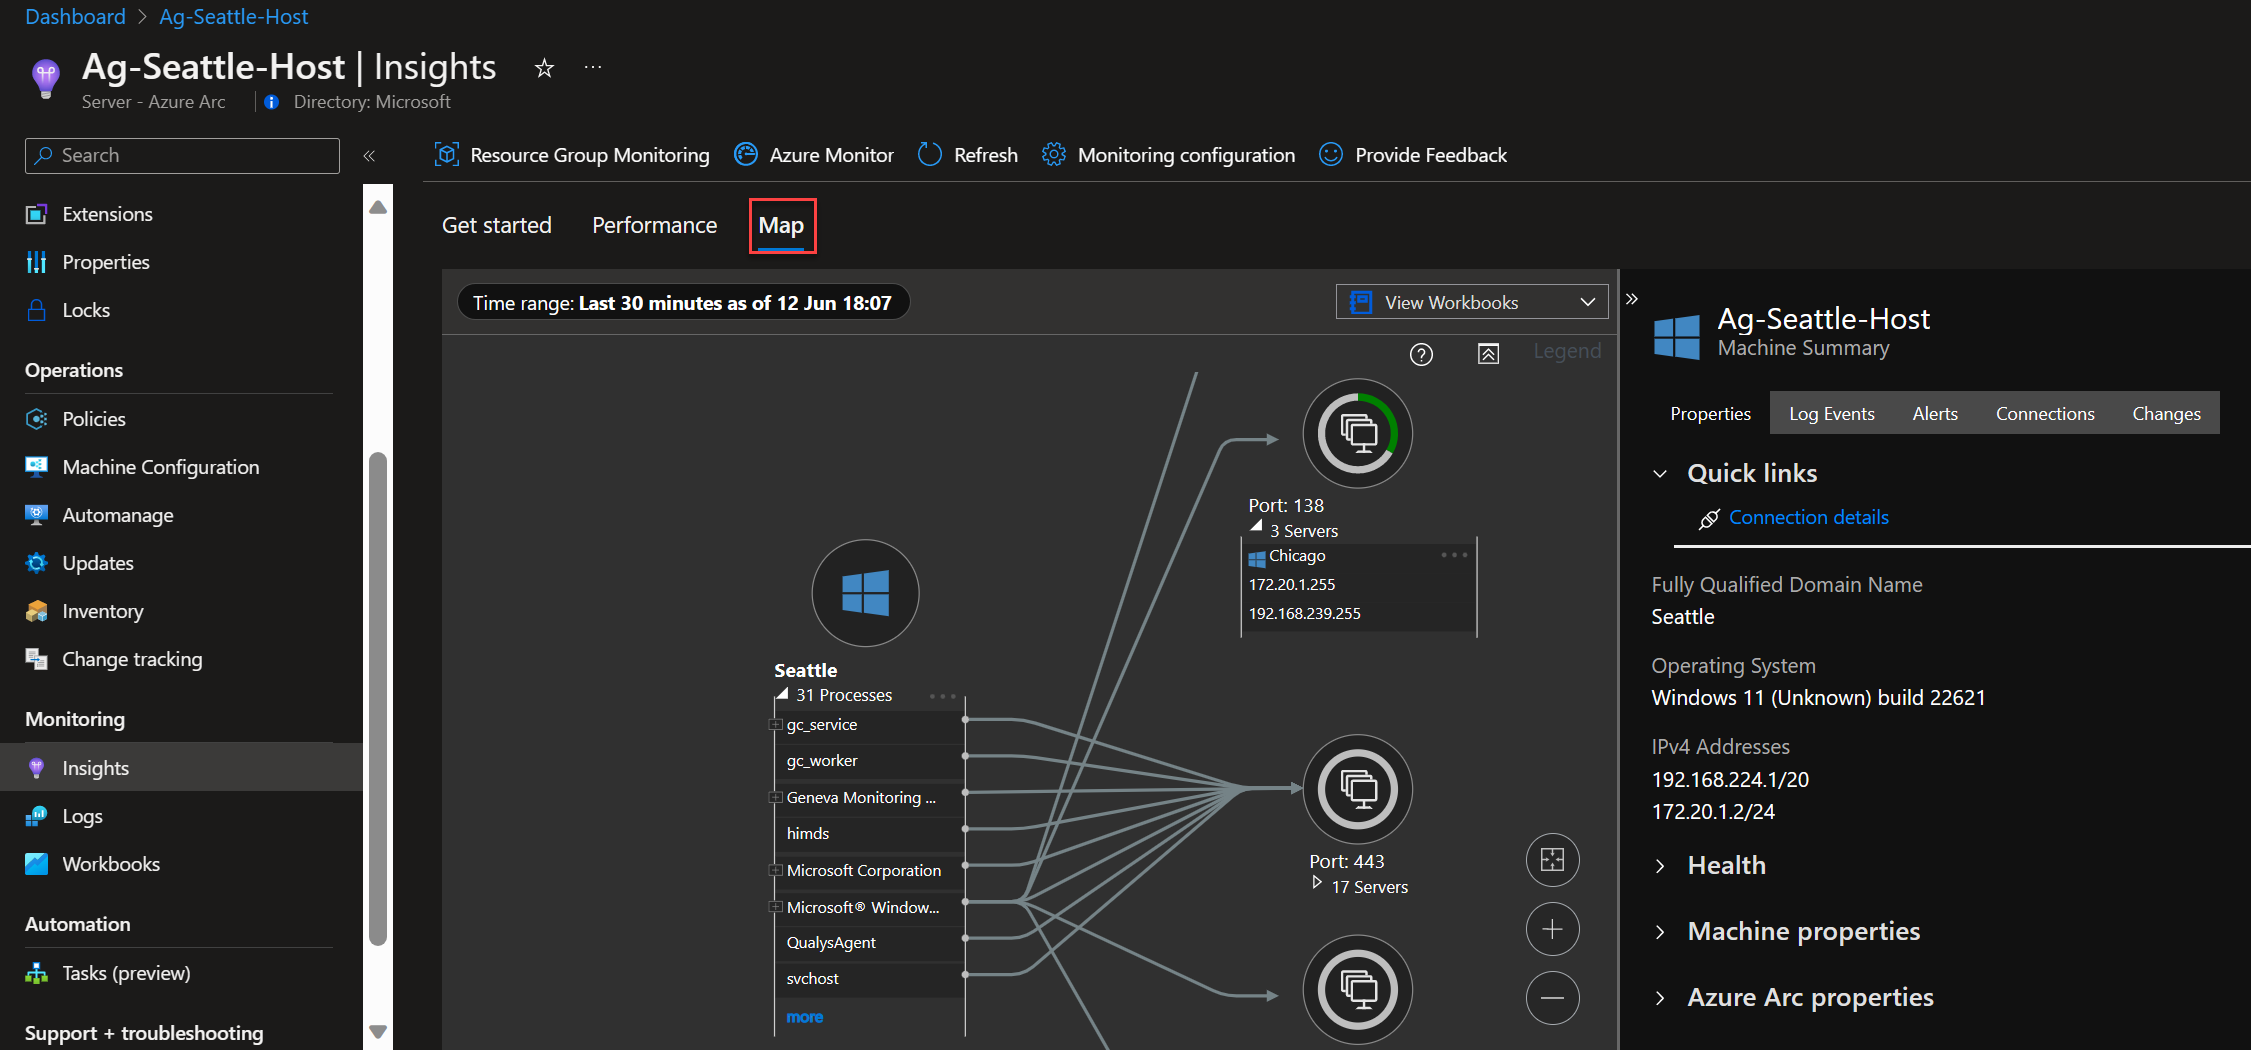 Dashboard > Ag-Seattle-Host
Ag-Seattle-Host | Insights
Server - Azure Arc
Directory: Microsoft
Search
Extensions
Properties
Locks
Operations
Policies
Machine Configuration
Automanage
Updates
Inventory
Change tracking
Monitoring
Insights
Logs
Workbooks
Automation
Tasks (preview)
Support + troubleshooting
Resource Group Monitoring
Azure Monitor
Refresh
Monitoring configuration
Provide Feedback
Get started
Performance
Map
Time range: Last 30 minutes as of 12 Jun 18:07
View Workbooks
Legend
Seattle
31 Processes
gc_service
gc_worker
Geneva Monitoring ...
himds
Microsoft Corporation
Microsoft® Window...
QualysAgent
svchost
more
Port: 138
3 Servers
Chicago
172.20.1.255
192.168.239.255
Port: 443
17 Servers
Ag-Seattle-Host
Machine Summary
Properties
Log Events
Alerts
Connections
Changes
Quick links
Connection details
Fully Qualified Domain Name
Seattle
Operating System
Windows 11 (Unknown) build 22621
IPv4 Addresses
192.168.224.1/20
172.20.1.2/24
Health
Machine properties
Azure Arc properties